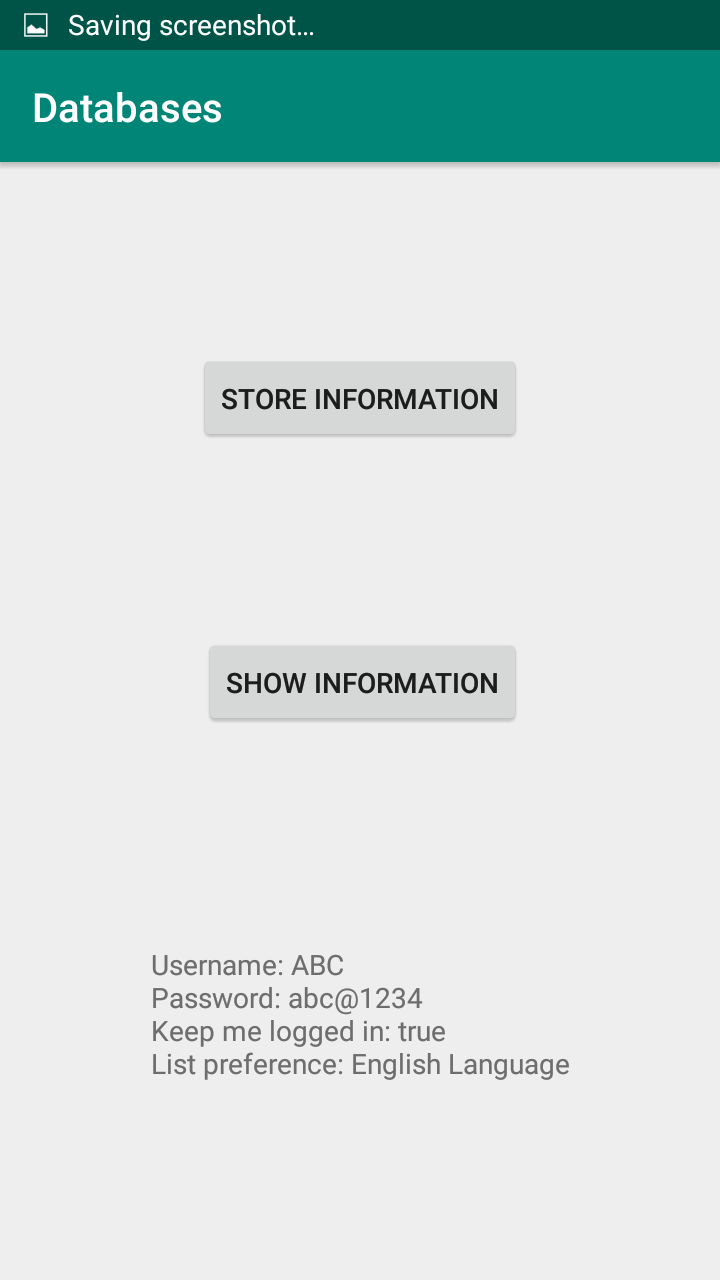 Saving screenshot...
Databases
STORE INFORMATION
SHOW INFORMATION
Username: ABC
Password: abc@1234
Keep me logged in: true
List preference: English Language